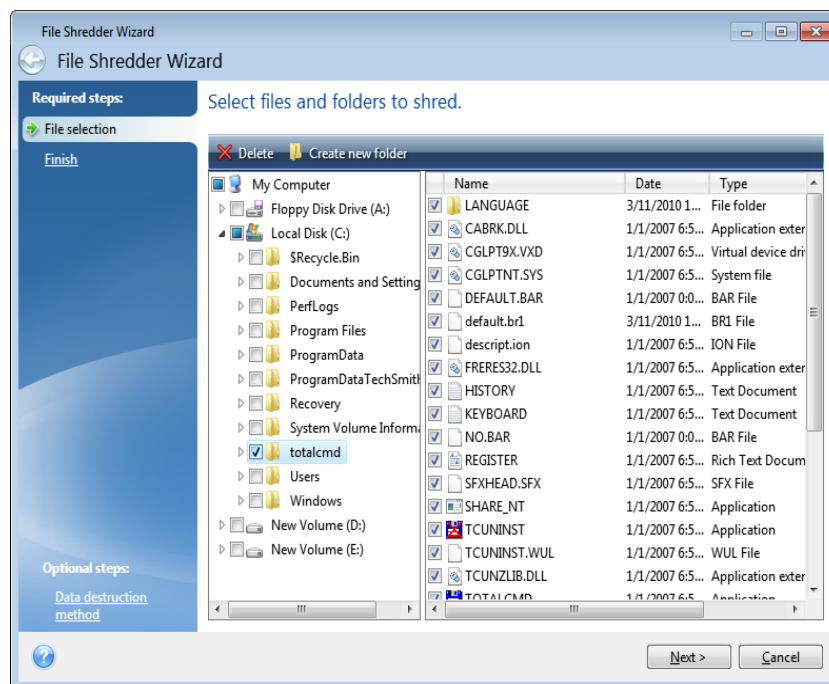 File Shredder Wizard
File Shredder Wizard
Required steps:
File selection
Finish
Optional steps:
Data destruction
method
Select files and folders to shred.
Delete Create new folder
My Computer
Floppy Disk Drive (A:)
Local Disk (C:)
$Recycle.Bin
Documents and Setting
PerfLogs
Program Files
ProgramData
ProgramDataTechSmith
Recovery
System Volume Informa
totalcmd
Users
Windows
New Volume (D:)
New Volume (E:)
Name Date Type
LANGUAGE 3/11/2010 1... File folder
CABRK.DLL 1/1/2007 6:5... Application exter
CGLPT9X.VXD 1/1/2007 6:5... Virtual device dri
CGLPTNT.SYS 1/1/2007 6:5... System file
DEFAULT.BAR 1/1/2007 0:0... BAR File
default.br1 3/11/2010 1... BR1 File
descript.ion 1/1/2007 6:5... ION File
FRERES32.DLL 1/1/2007 6:5... Application exter
HISTORY 1/1/2007 6:5... Text Document
KEYBOARD 1/1/2007 6:5... Text Document
NO.BAR 1/1/2007 0:0... BAR File
REGISTER 1/1/2007 6:5... Rich Text Docum
SFXHEAD.SFX 1/1/2007 6:5... SFX File
SHARE_NT 1/1/2007 6:5... Application
TCUNINST 1/1/2007 6:5... Application
TCUNINST.WUL 1/1/2007 6:5... WUL File
TCUNZLIB.DLL 1/1/2007 6:5... Application exter
TOTALCMD 1/1/2007 6:5... Application
Next > Cancel